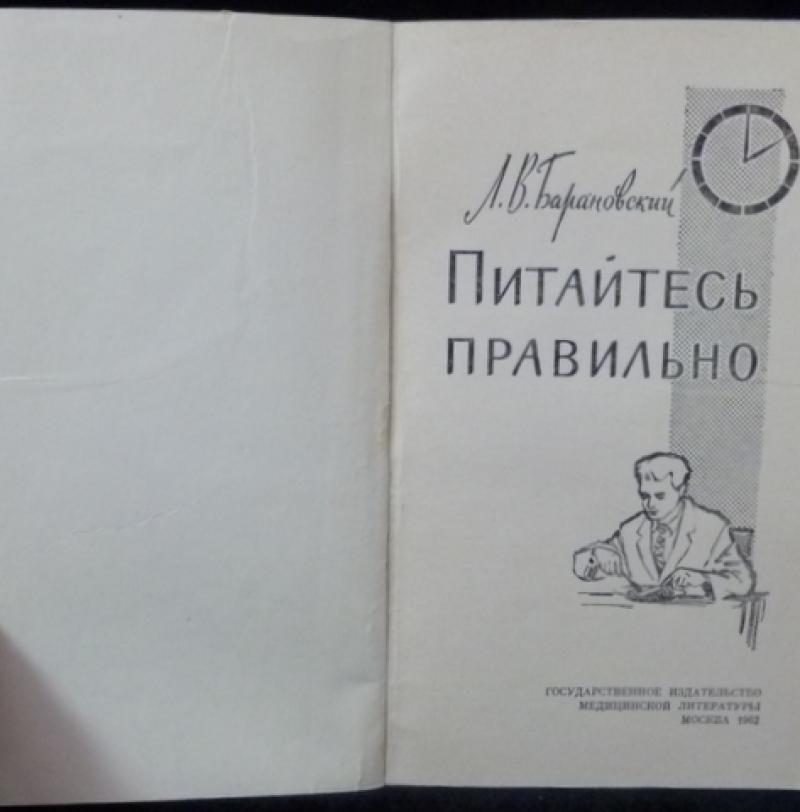 Л.В.Барановский
Питайтесь
правильно
ГОСУДАРСТВЕННОЕ ИЗДАТЕЛЬСТВО
МЕДИЦИНСКОЙ ЛИТЕРАТУРЫ
МОСКВА 1962